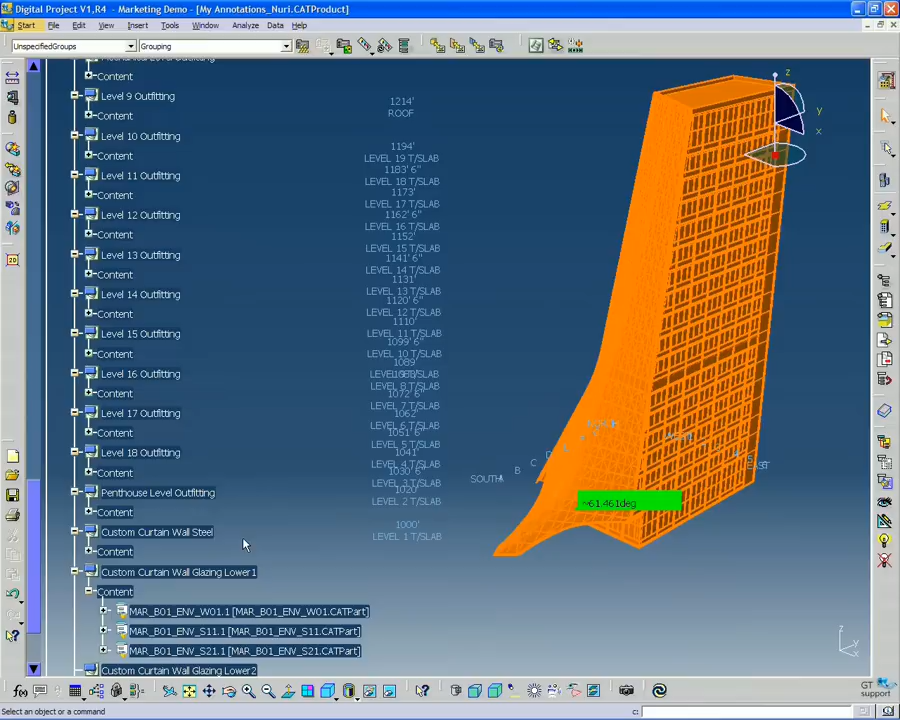 Digital Project V1,R4 - Marketing Demo - [My Annotations_Nuri.CATProduct]
Start File Edit View Insert Tools Window Analyze Data Help
UnspecifiedGroups Grouping
Content
Level 9 Outfitting
Content
Level 10 Outfitting
Content
Level 11 Outfitting
Content
Level 12 Outfitting
Content
Level 13 Outfitting
Content
Level 14 Outfitting
Content
Level 15 Outfitting
Content
Level 16 Outfitting
Content
Level 17 Outfitting
Content
Level 18 Outfitting
Content
Penthouse Level Outfitting
Content
Custom Curtain Wall Steel
Content
Custom Curtain Wall Glazing Lower1
Content
MAR_B01_ENV_W01.1 [MAR_B01_ENV_W01.CATPart]
MAR_B01_ENV_S11.1 [MAR_B01_ENV_S11.CATPart]
MAR_B01_ENV_S21.1 [MAR_B01_ENV_S21.CATPart]
Custom Curtain Wall Glazing Lower2
1214'
ROOF
1194'
LEVEL 19 T/SLAB
1183' 6"
LEVEL 18 T/SLAB
1173'
LEVEL 17 T/SLAB
1162' 6"
LEVEL 16 T/SLAB
1152'
LEVEL 15 T/SLAB
1141' 6"
LEVEL 14 T/SLAB
1131'
LEVEL 13 T/SLAB
1120' 6"
LEVEL 12 T/SLAB
1110'
LEVEL 11 T/SLAB
1099' 6"
LEVEL 10 T/SLAB
1089'
LEVEL 8 T/SLAB
1072' 6"
LEVEL 7 T/SLAB
1062'
LEVEL 6 T/SLAB
1051' 6"
LEVEL 5 T/SLAB
1041'
LEVEL 4 T/SLAB
1030' 6"
LEVEL 3 T/SLAB
1020'
LEVEL 2 T/SLAB
1000'
LEVEL 1 T/SLAB
z
y
x
SOUTH
B
C
D
EAST
~61.461deg
z
y
x
f(x)
GT
support
Select an object or a command
c: